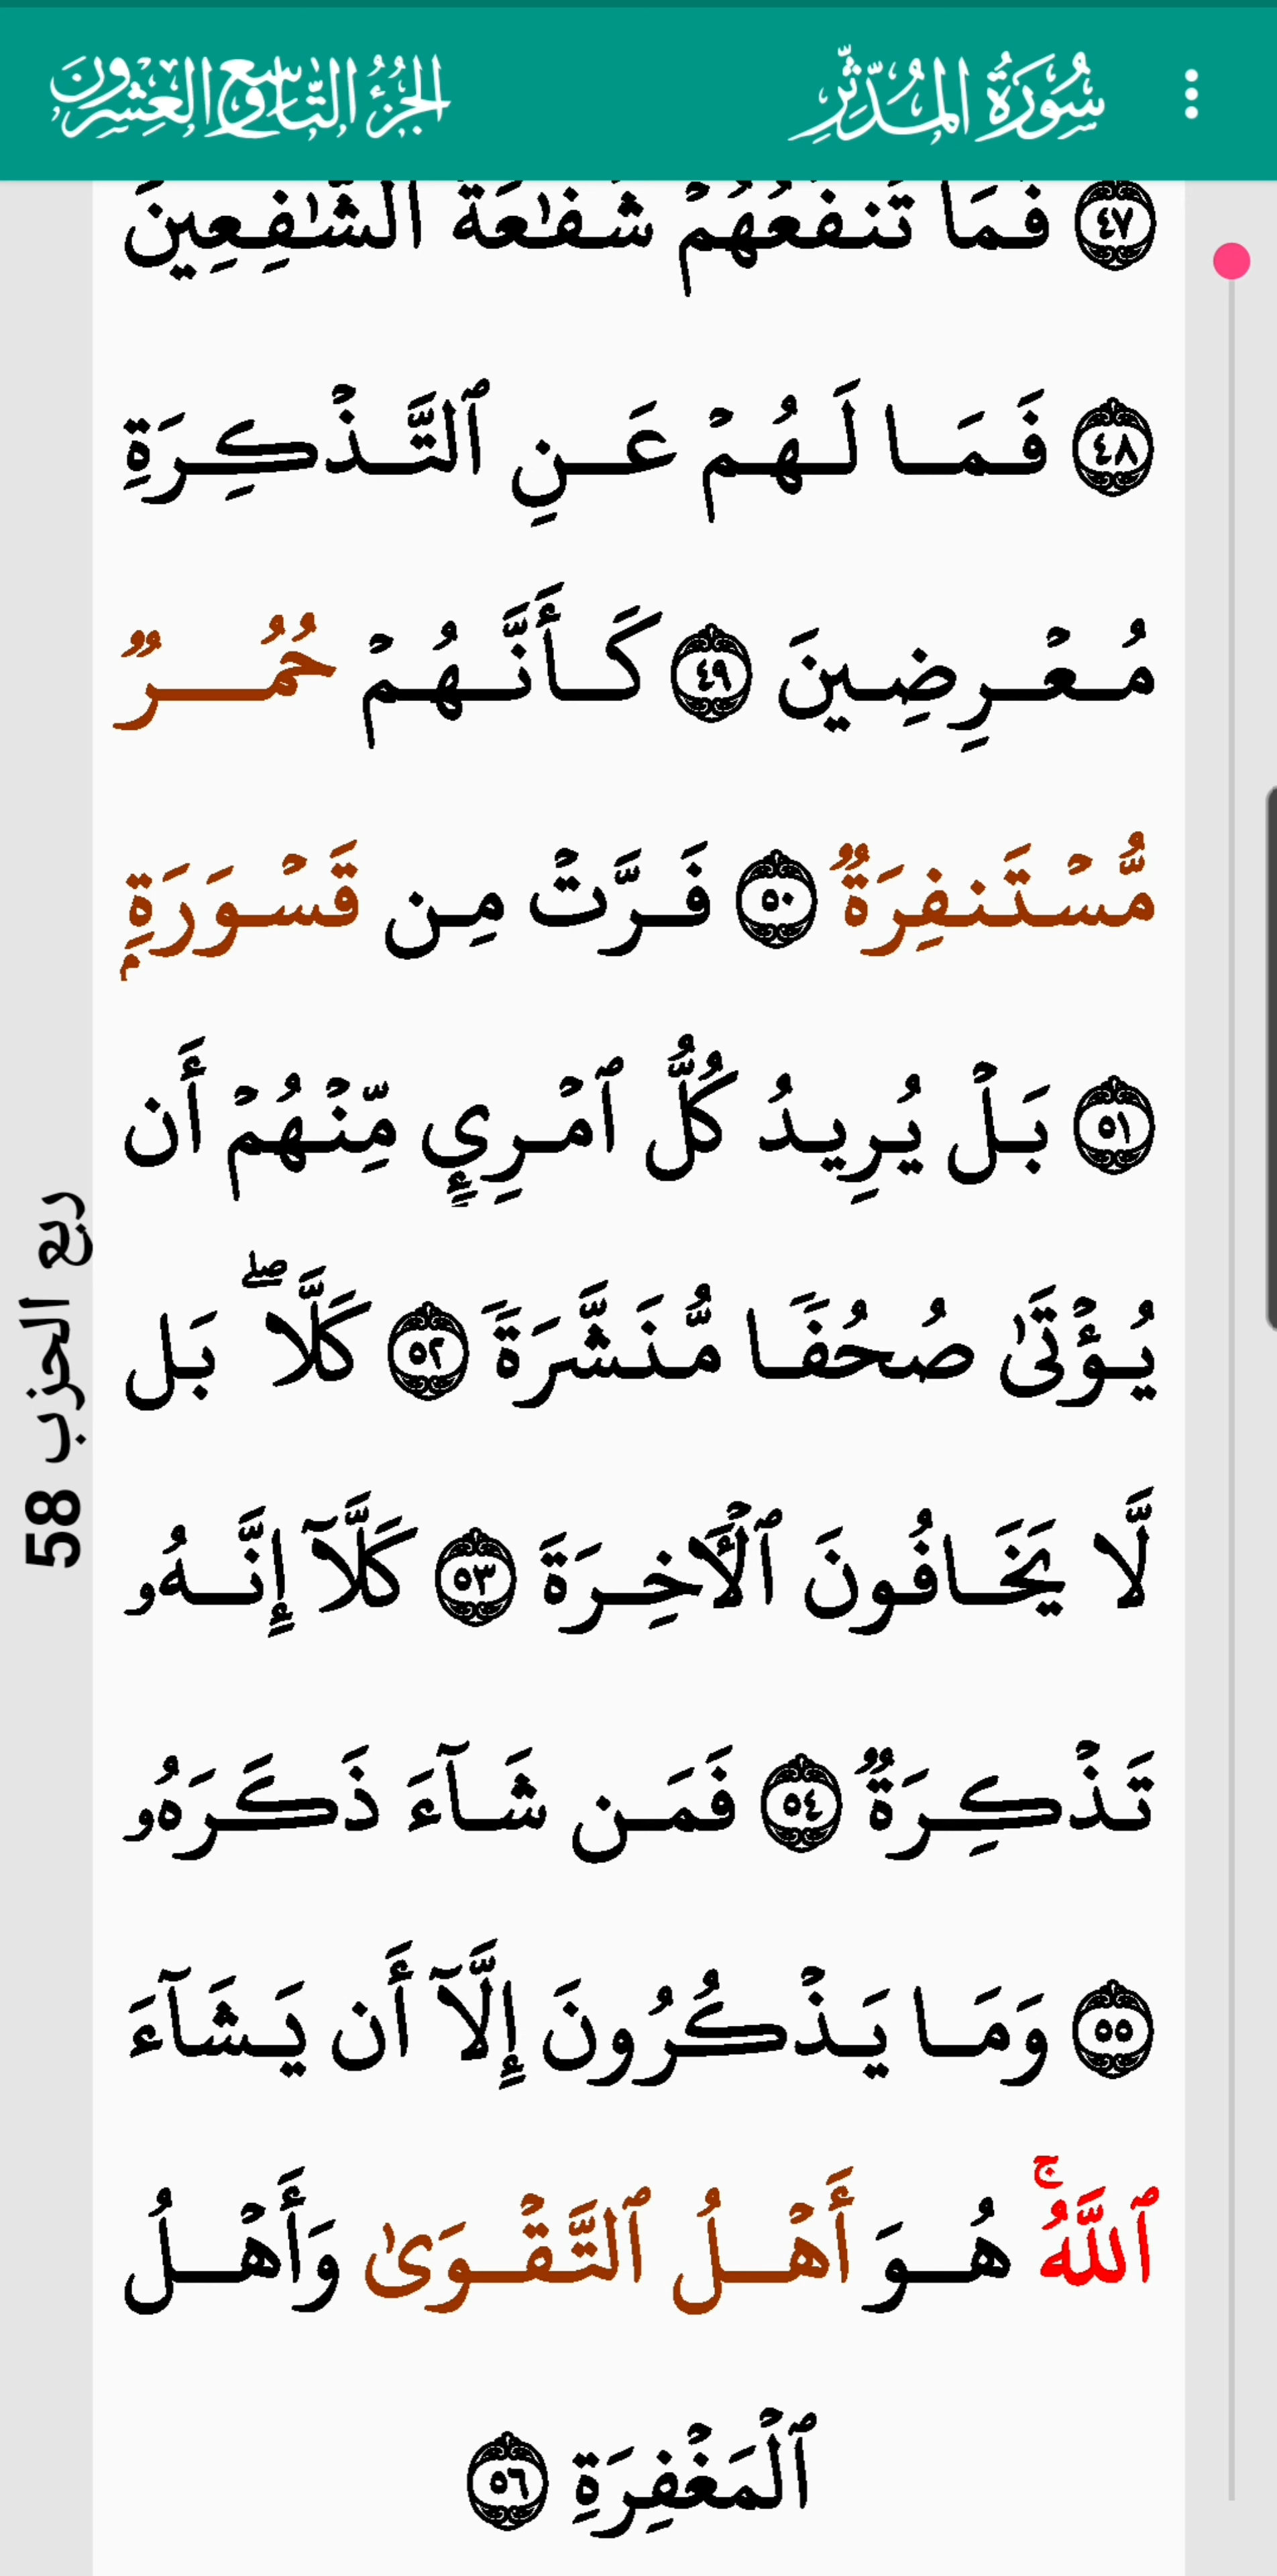 سُورَةُ المُدَّثِّرِ
الجُزْءُ التَّاسِعُ العِشْرُونَ
٤٧ فَمَا تَنفَعُهُمۡ شَفَٰعَةُ ٱلشَّٰفِعِينَ
٤٨ فَمَا لَهُمۡ عَنِ ٱلتَّذۡكِرَةِ
مُعۡرِضِينَ ٤٩ كَأَنَّهُمۡ حُمُرٞ
مُّسۡتَنفِرَةٞ ٥٠ فَرَّتۡ مِن قَسۡوَرَةِۭ
٥١ بَلۡ يُرِيدُ كُلُّ ٱمۡرِيٕٖ مِّنۡهُمۡ أَن
يُؤۡتَىٰ صُحُفٗا مُّنَشَّرَةٗ ٥٢ كَلَّاۖ بَل
لَّا يَخَافُونَ ٱلۡأٓخِرَةَ ٥٣ كَلَّآ إِنَّهُۥ
تَذۡكِرَةٞ ٥٤ فَمَن شَآءَ ذَكَرَهُۥ
٥٥ وَمَا يَذۡكُرُونَ إِلَّآ أَن يَشَآءَ
ٱللَّهُۚ هُوَ أَهۡلُ ٱلتَّقۡوَىٰ وَأَهۡلُ
ٱلۡمَغۡفِرَةِ ٥٦
ربع الحزب 58